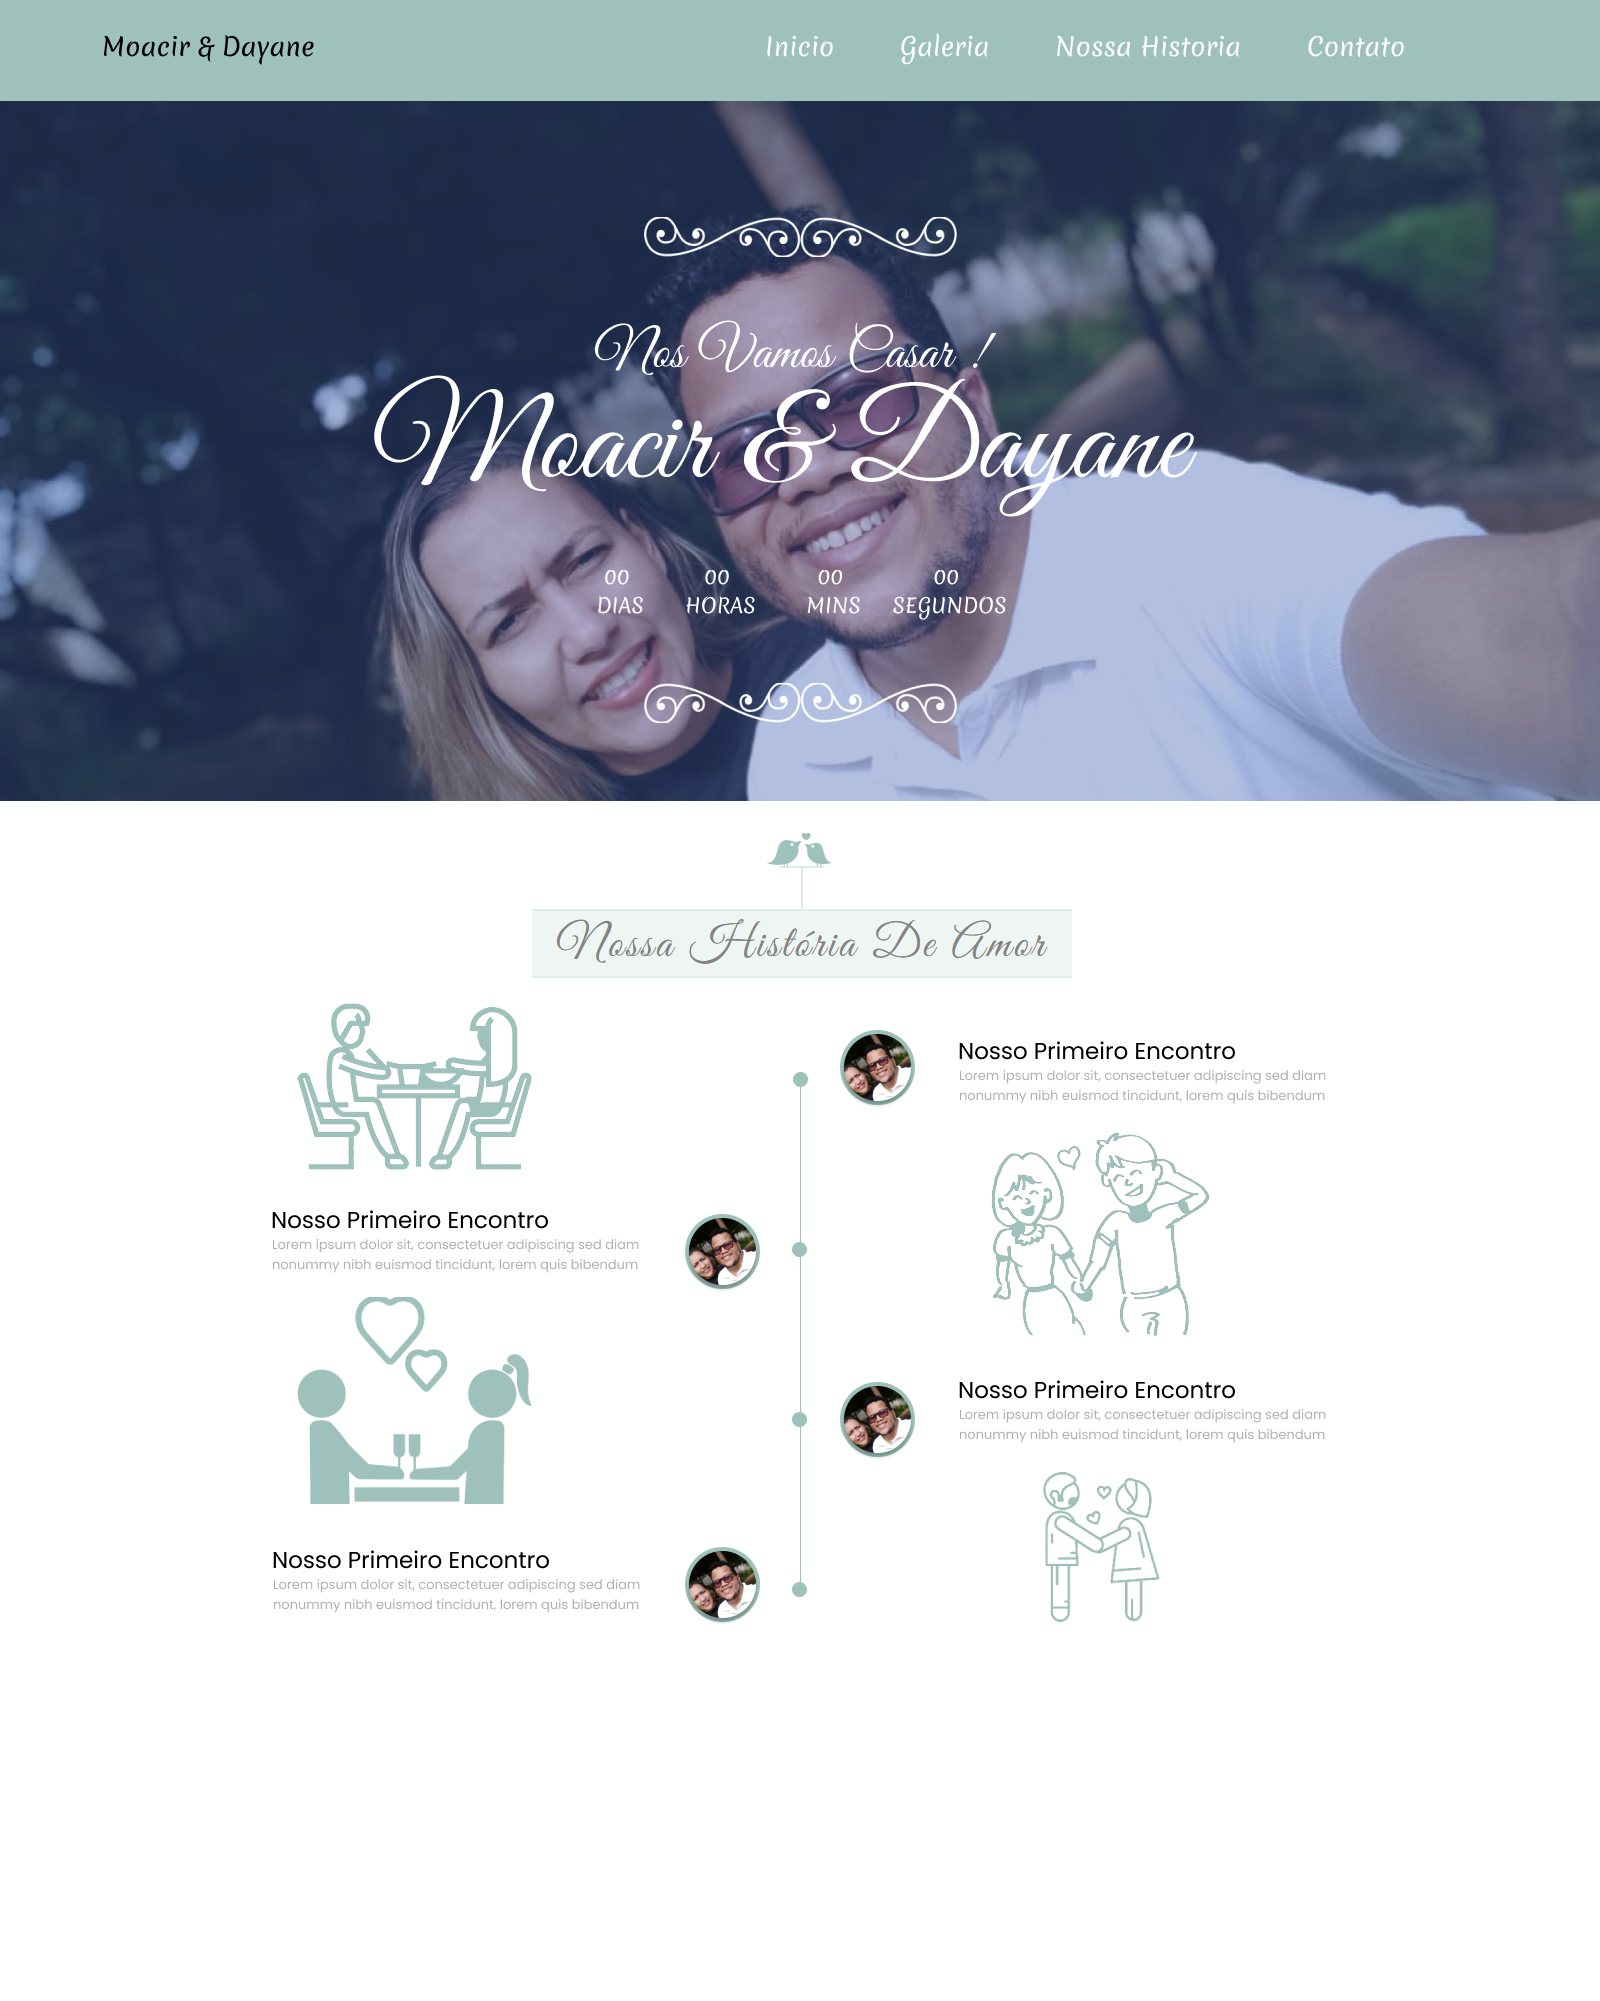 Moacir & Dayane
Inicio Galeria Nossa Historia Contato
Nos Vamos Casar !
Moacir & Dayane
00 00 00 00
DIAS HORAS MINS SEGUNDOS
Nossa História De Amor
Nosso Primeiro Encontro
Lorem ipsum dolor sit, consectetuer adipiscing sed diam
nonummy nibh euismod tincidunt, lorem quis bibendum
Nosso Primeiro Encontro
Lorem ipsum dolor sit, consectetuer adipiscing sed diam
nonummy nibh euismod tincidunt, lorem quis bibendum
Nosso Primeiro Encontro
Lorem ipsum dolor sit, consectetuer adipiscing sed diam
nonummy nibh euismod tincidunt, lorem quis bibendum
Nosso Primeiro Encontro
Lorem ipsum dolor sit, consectetuer adipiscing sed diam
nonummy nibh euismod tincidunt, lorem quis bibendum